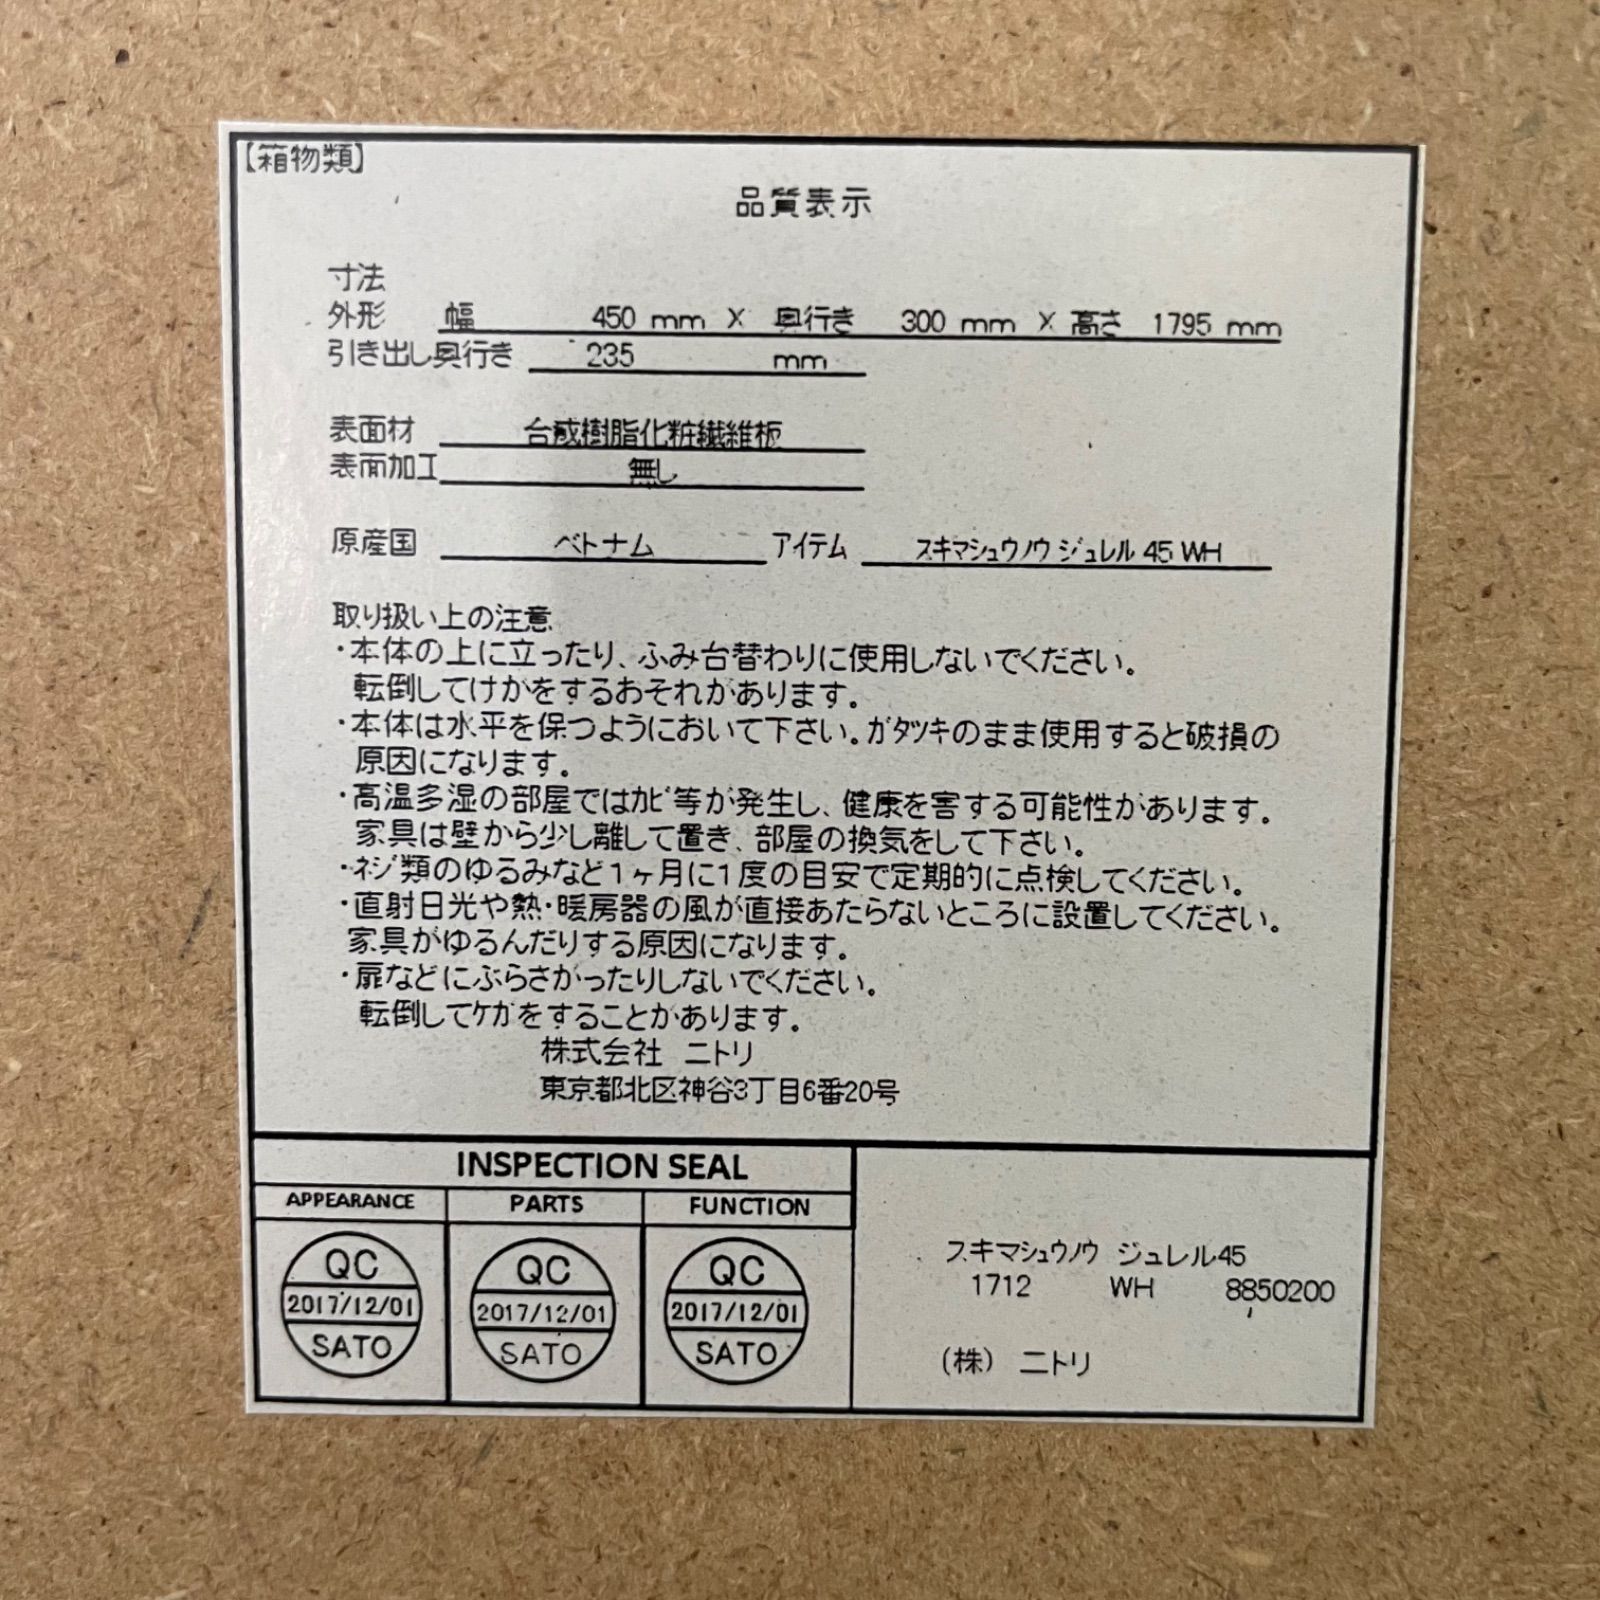 【箱物類】
品質表示
寸法
外形 幅 450 mm X 奥行き 300 mm X 高さ 1795 mm
引き出し奥行き 235 mm
表面材 合成樹脂化粧繊維板
表面加工 無し
原産国 ベトナム アイテム スキマシュウノウ ジュレル 45 WH
取り扱い上の注意
・本体の上に立ったり、ふみ台替わりに使用しないでください。
転倒してけがをするおそれがあります。
・本体は水平を保つようにおいて下さい。ガタツキのまま使用すると破損の
原因になります。
・高温多湿の部屋ではカビ等が発生し、健康を害する可能性があります。
家具は壁から少し離して置き、部屋の換気をして下さい。
・ネジ類のゆるみなど1ヶ月に1度の目安で定期的に点検してください。
・直射日光や熱・暖房器の風が直接あたらないところに設置してください。
家具がゆるんだりする原因になります。
・扉などにぶらさがったりしないでください。
転倒してケガをすることがあります。
株式会社 ニトリ
東京都北区神谷3丁目6番20号
INSPECTION SEAL
APPEARANCE PARTS FUNCTION
QC QC QC
2017/12/01 2017/12/01 2017/12/01
SATO SATO SATO
スキマシュウノウ ジュレル45
1712 WH 8850200
(株) ニトリ